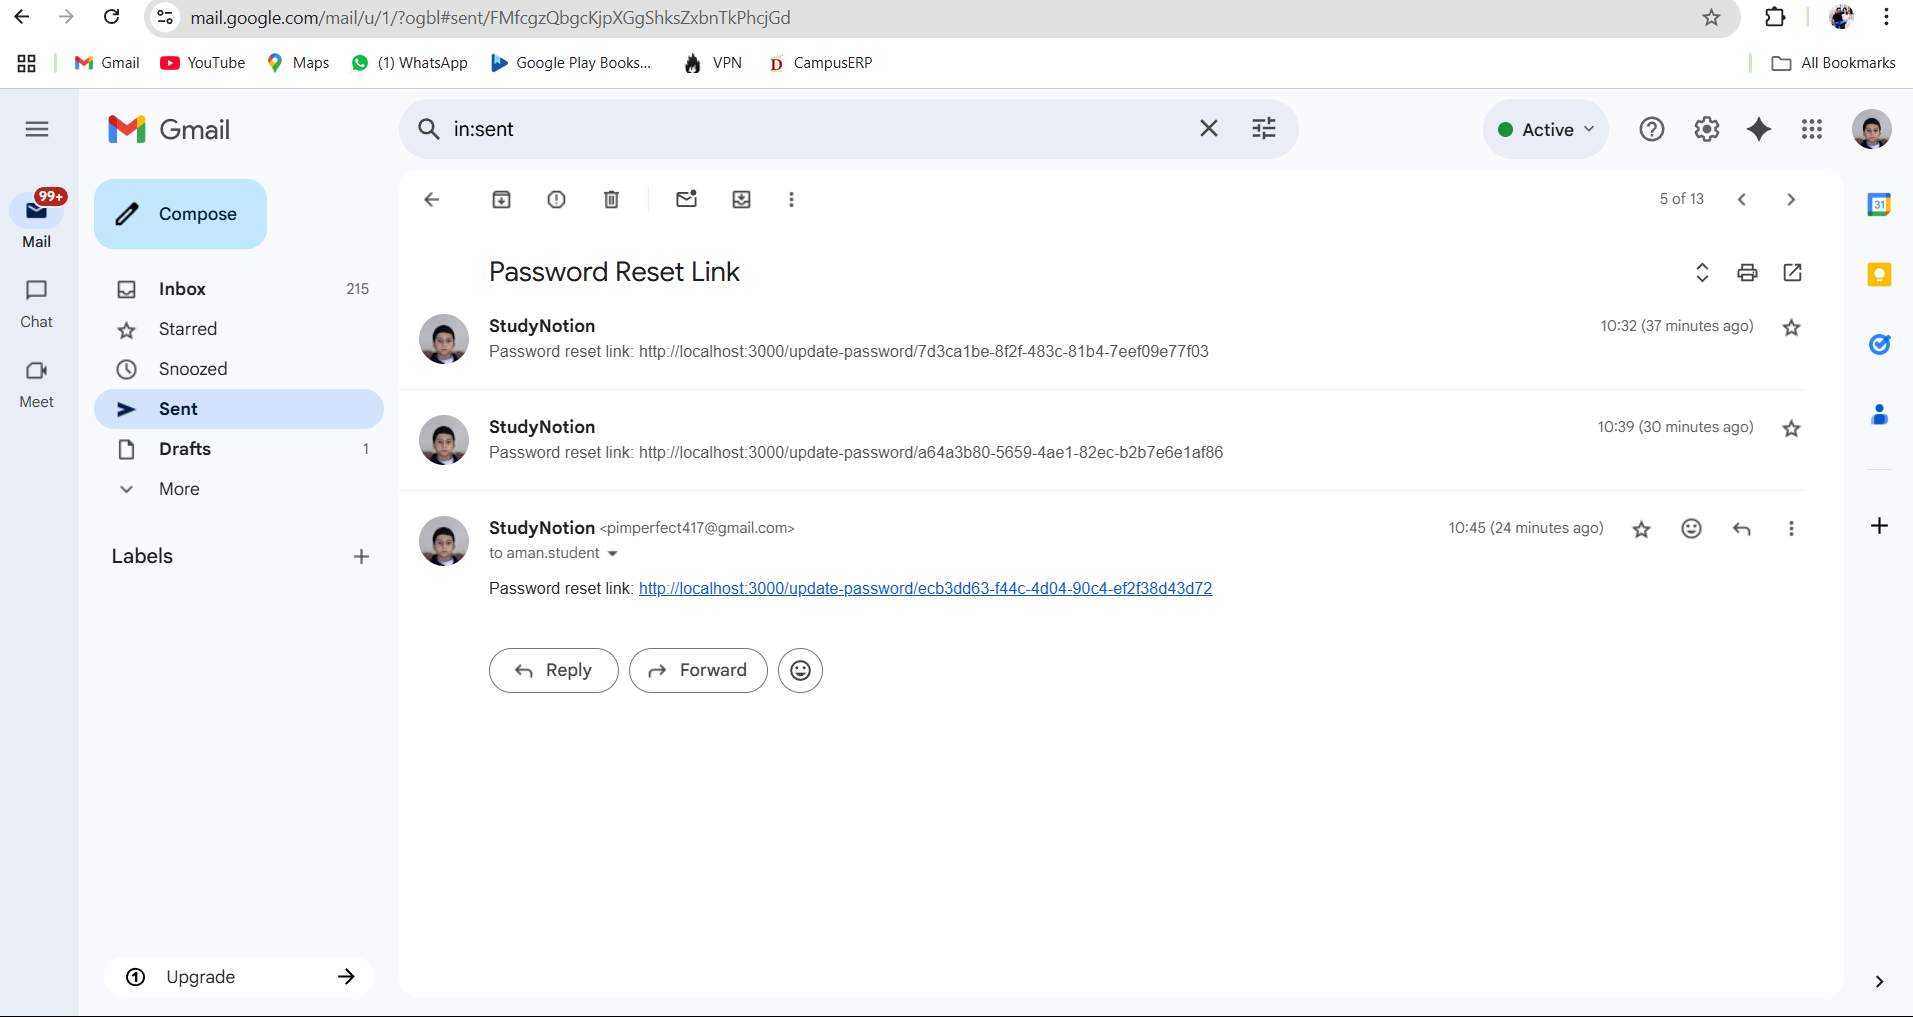 mail.google.com/mail/u/1/?ogbl#sent/FMfcgzQbgcKjpXGgShksZxbnTkPhcjGd
Gmail
YouTube
Maps
(1) WhatsApp
Google Play Books...
VPN
CampusERP
All Bookmarks
Gmail
in:sent
Active
99+
Mail
Chat
Meet
Compose
Inbox 215
Starred
Snoozed
Sent
Drafts 1
More
Labels
Upgrade
5 of 13
31
Password Reset Link
StudyNotion 10:32 (37 minutes ago)
Password reset link: http://localhost:3000/update-password/7d3ca1be-8f2f-483c-81b4-7eef09e77f03
StudyNotion 10:39 (30 minutes ago)
Password reset link: http://localhost:3000/update-password/a64a3b80-5659-4ae1-82ec-b2b7e6e1af86
StudyNotion <pimperfect417@gmail.com> 10:45 (24 minutes ago)
to aman.student
Password reset link: http://localhost:3000/update-password/ecb3dd63-f44c-4d04-90c4-ef2f38d43d72
Reply
Forward